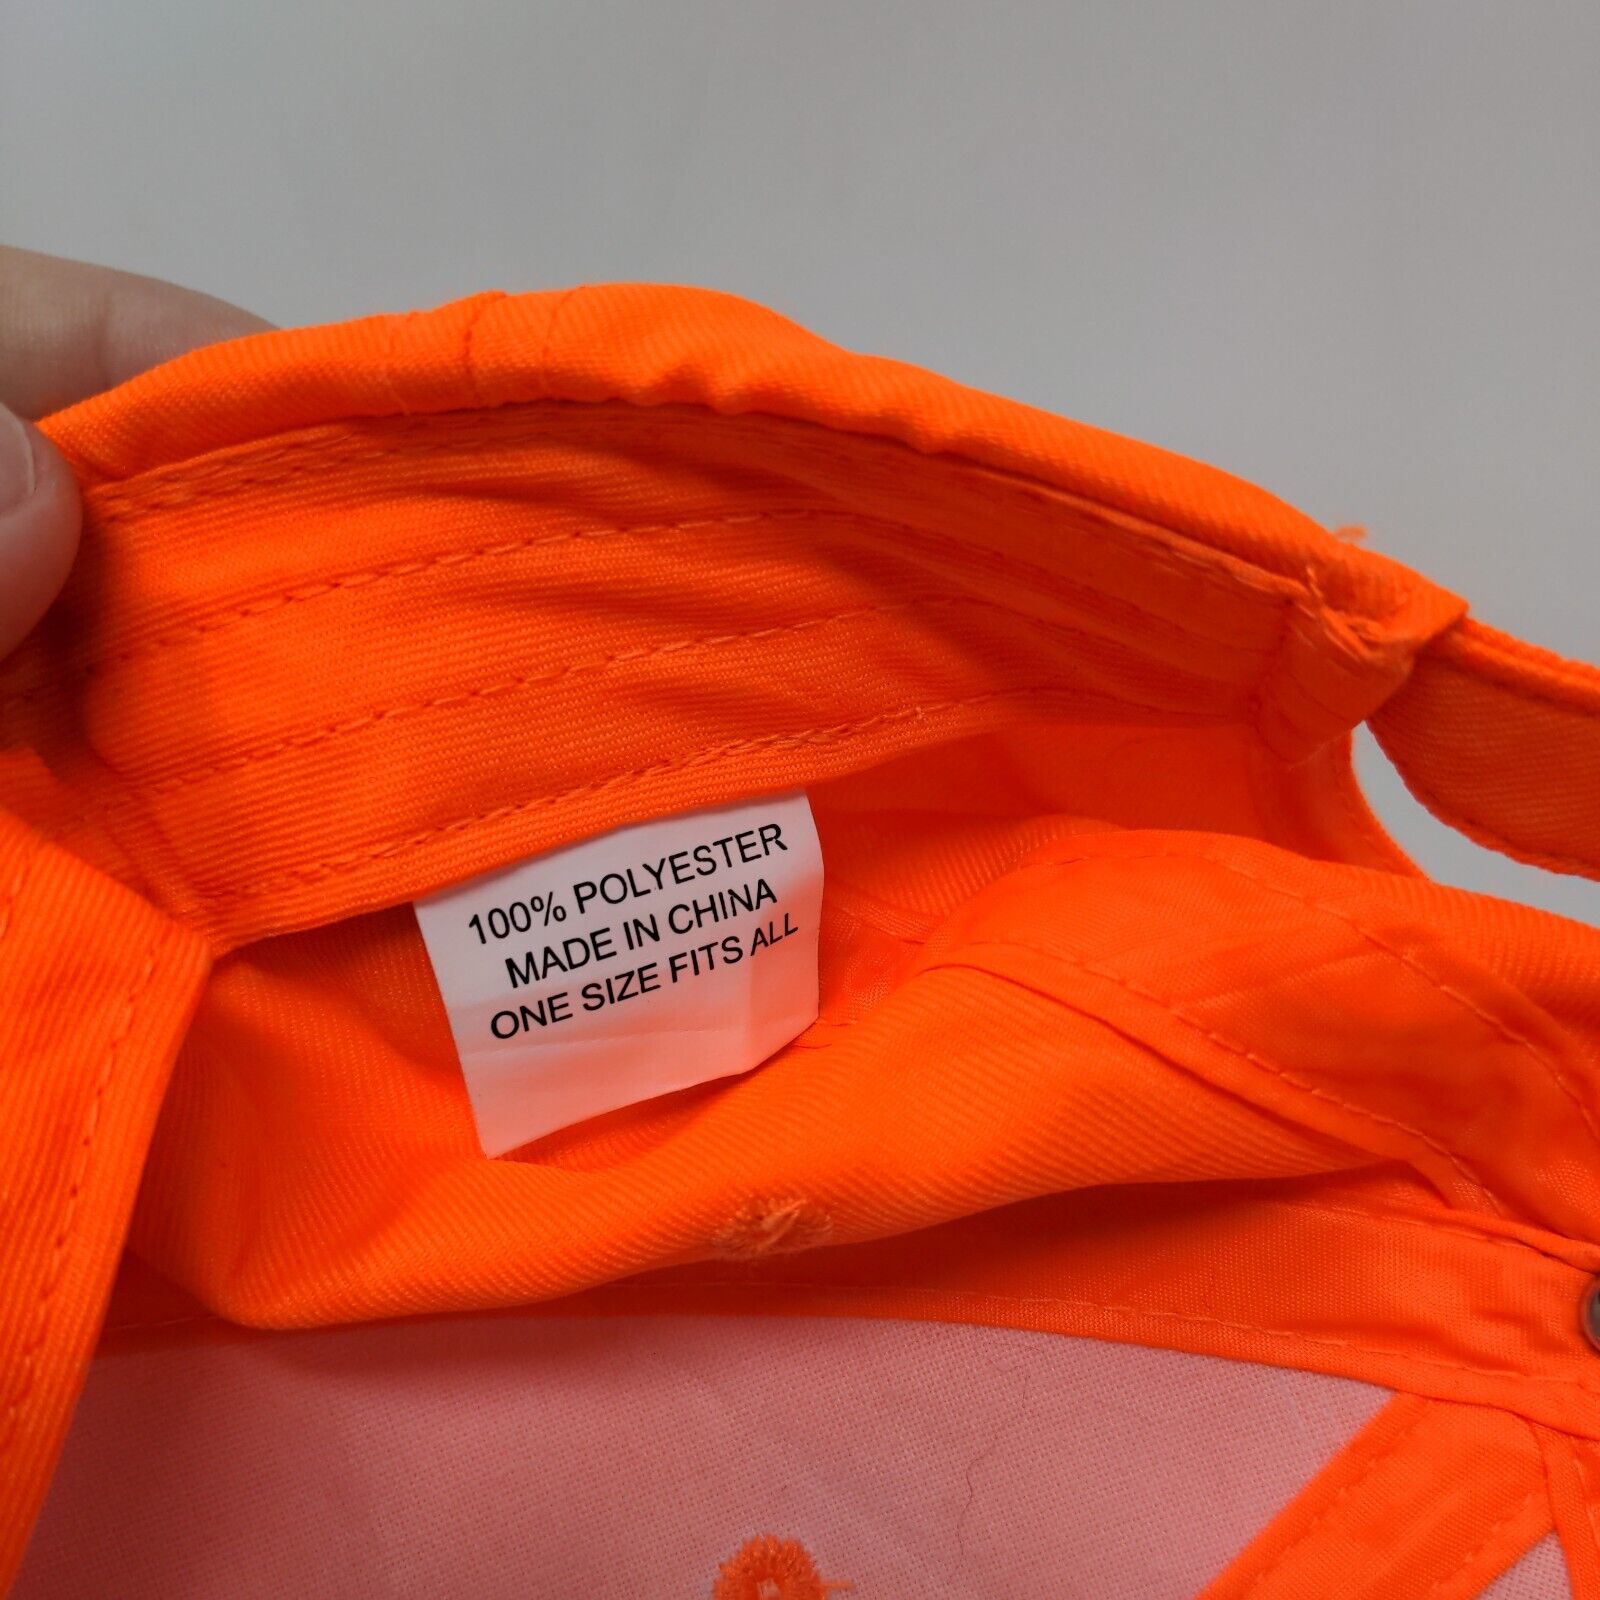 100% POLYESTER
MADE IN CHINA
ONE SIZE FITS ALL